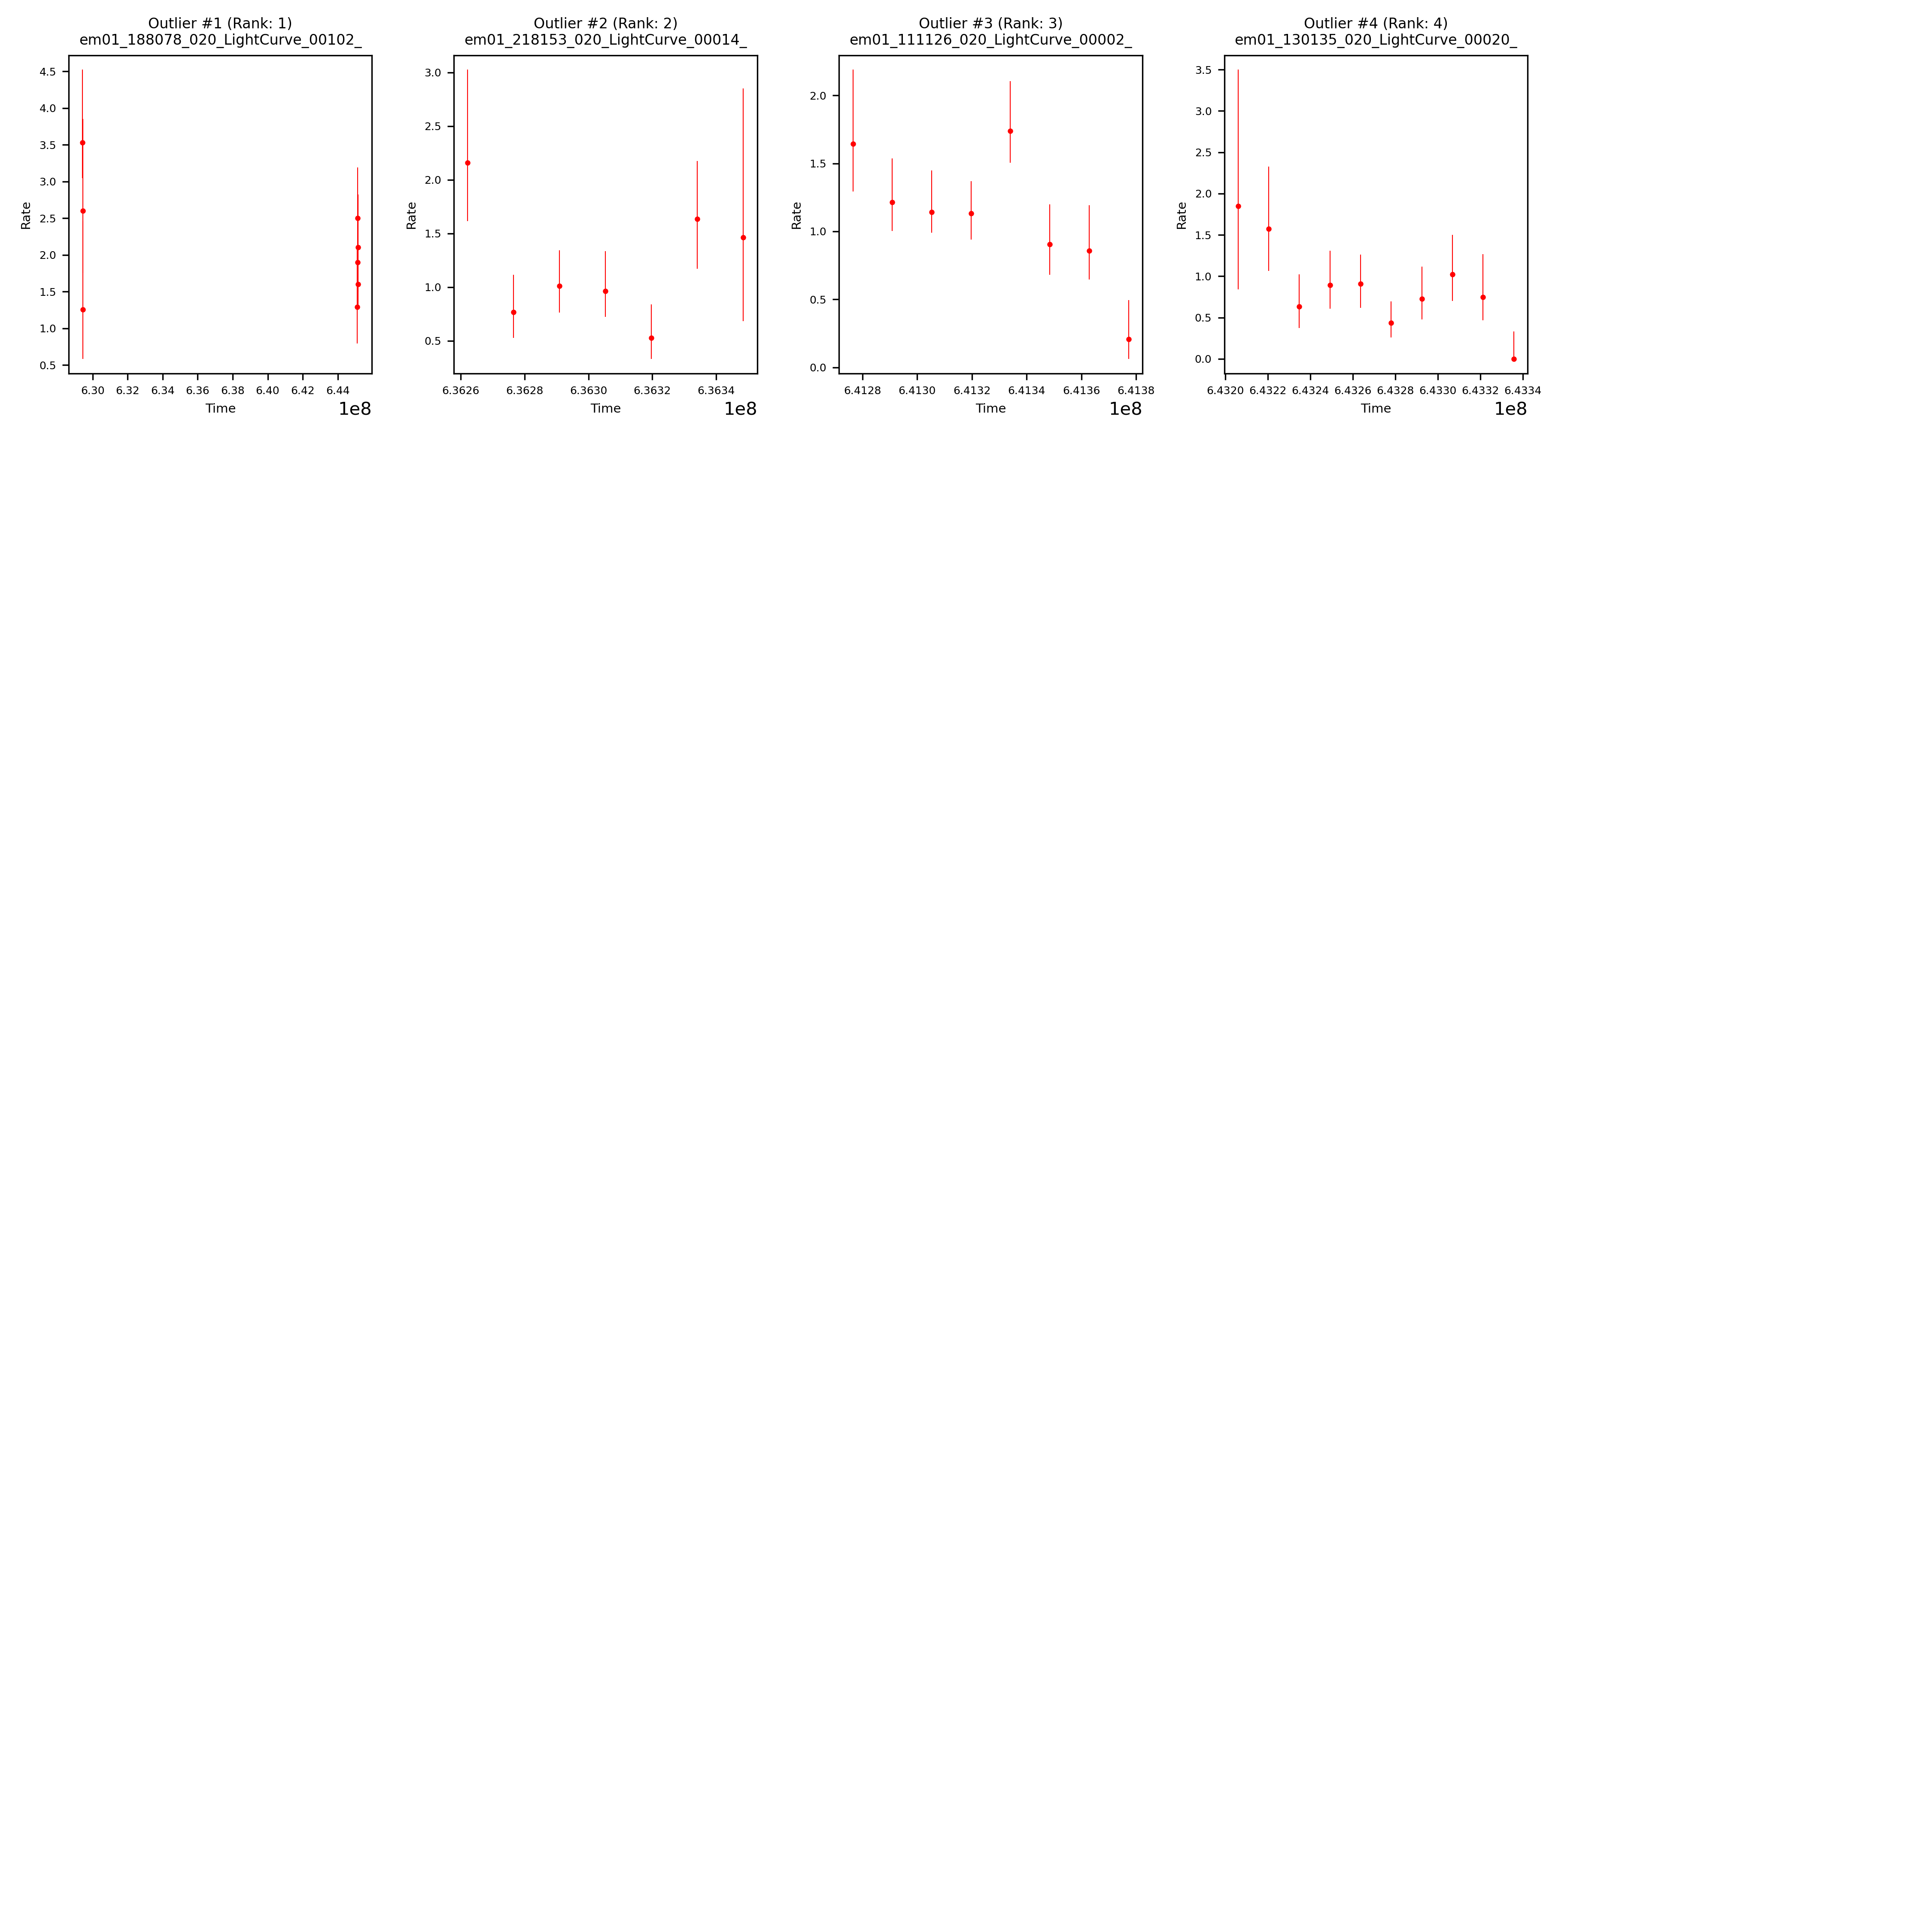 Outlier #1 (Rank: 1)
em01_188078_020_LightCurve_00102_
4.5
4.0
3.5
3.0
2.5
2.0
1.5
1.0
0.5
Rate
6.30 6.32 6.34 6.36 6.38 6.40 6.42 6.44
Time
1e8
Outlier #2 (Rank: 2)
em01_218153_020_LightCurve_00014_
3.0
2.5
2.0
1.5
1.0
0.5
Rate
6.3626 6.3628 6.3630 6.3632 6.3634
Time
1e8
Outlier #3 (Rank: 3)
em01_111126_020_LightCurve_00002_
2.0
1.5
1.0
0.5
0.0
Rate
6.4128 6.4130 6.4132 6.4134 6.4136 6.4138
Time
1e8
Outlier #4 (Rank: 4)
em01_130135_020_LightCurve_00020_
3.5
3.0
2.5
2.0
1.5
1.0
0.5
0.0
Rate
6.4320 6.4322 6.4324 6.4326 6.4328 6.4330 6.4332 6.4334
Time
1e8